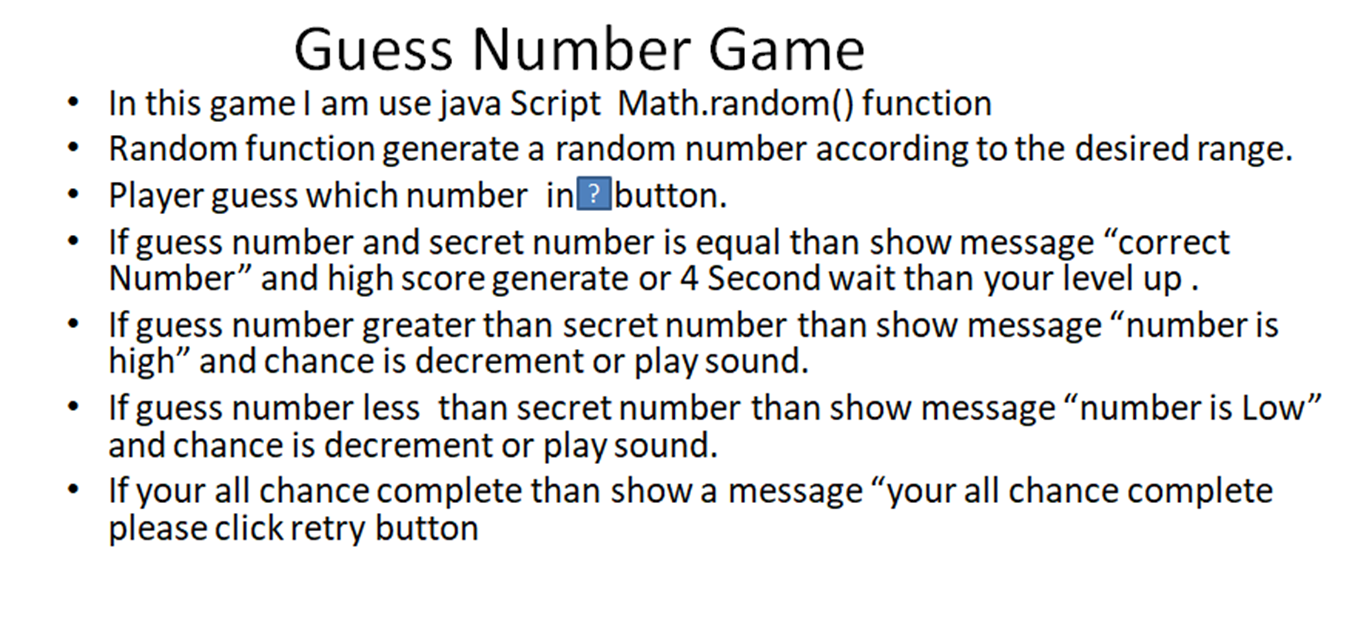 Guess Number Game
• In this game I am use java Script Math.random() function
• Random function generate a random number according to the desired range.
• Player guess which number in ? button.
• If guess number and secret number is equal than show message “correct
Number” and high score generate or 4 Second wait than your level up .
• If guess number greater than secret number than show message “number is
high” and chance is decrement or play sound.
• If guess number less than secret number than show message “number is Low”
and chance is decrement or play sound.
• If your all chance complete than show a message “your all chance complete
please click retry button